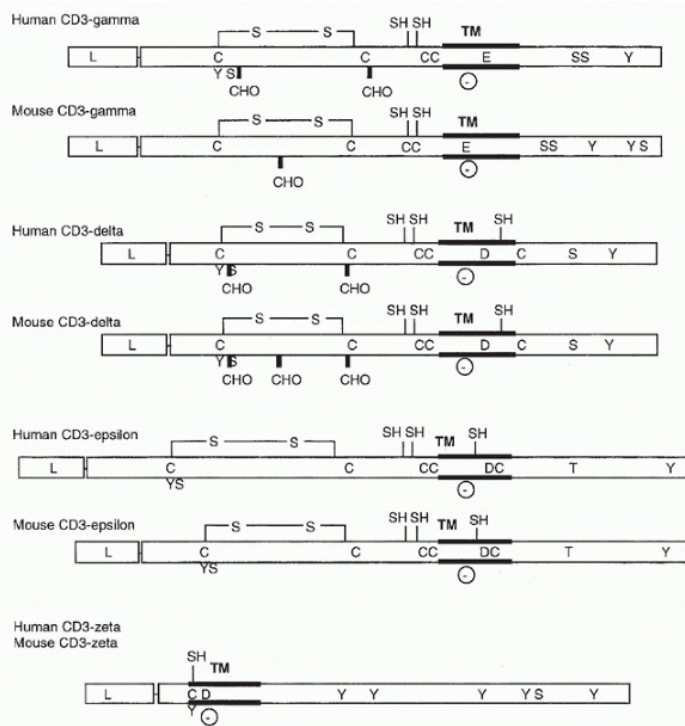 Human CD3-gamma
S S SH SH TM
L C C CC E SS Y
Y S
CHO CHO
-
Mouse CD3-gamma
S S SH SH TM
L C C CC E SS Y Y S
CHO
-
Human CD3-delta
S S SH SH TM SH
L C C CC D C S Y
Y S
CHO CHO
-
Mouse CD3-delta
S S SH SH TM SH
L C C CC D C S Y
Y S
CHO CHO CHO
-
Human CD3-epsilon
S S SH SH TM SH
L C C CC DC T Y
YS
-
Mouse CD3-epsilon
S S SH SH TM SH
L C C CC DC T Y
YS
-
Human CD3-zeta
Mouse CD3-zeta
SH TM
L C D Y Y Y Y S Y
Y
-